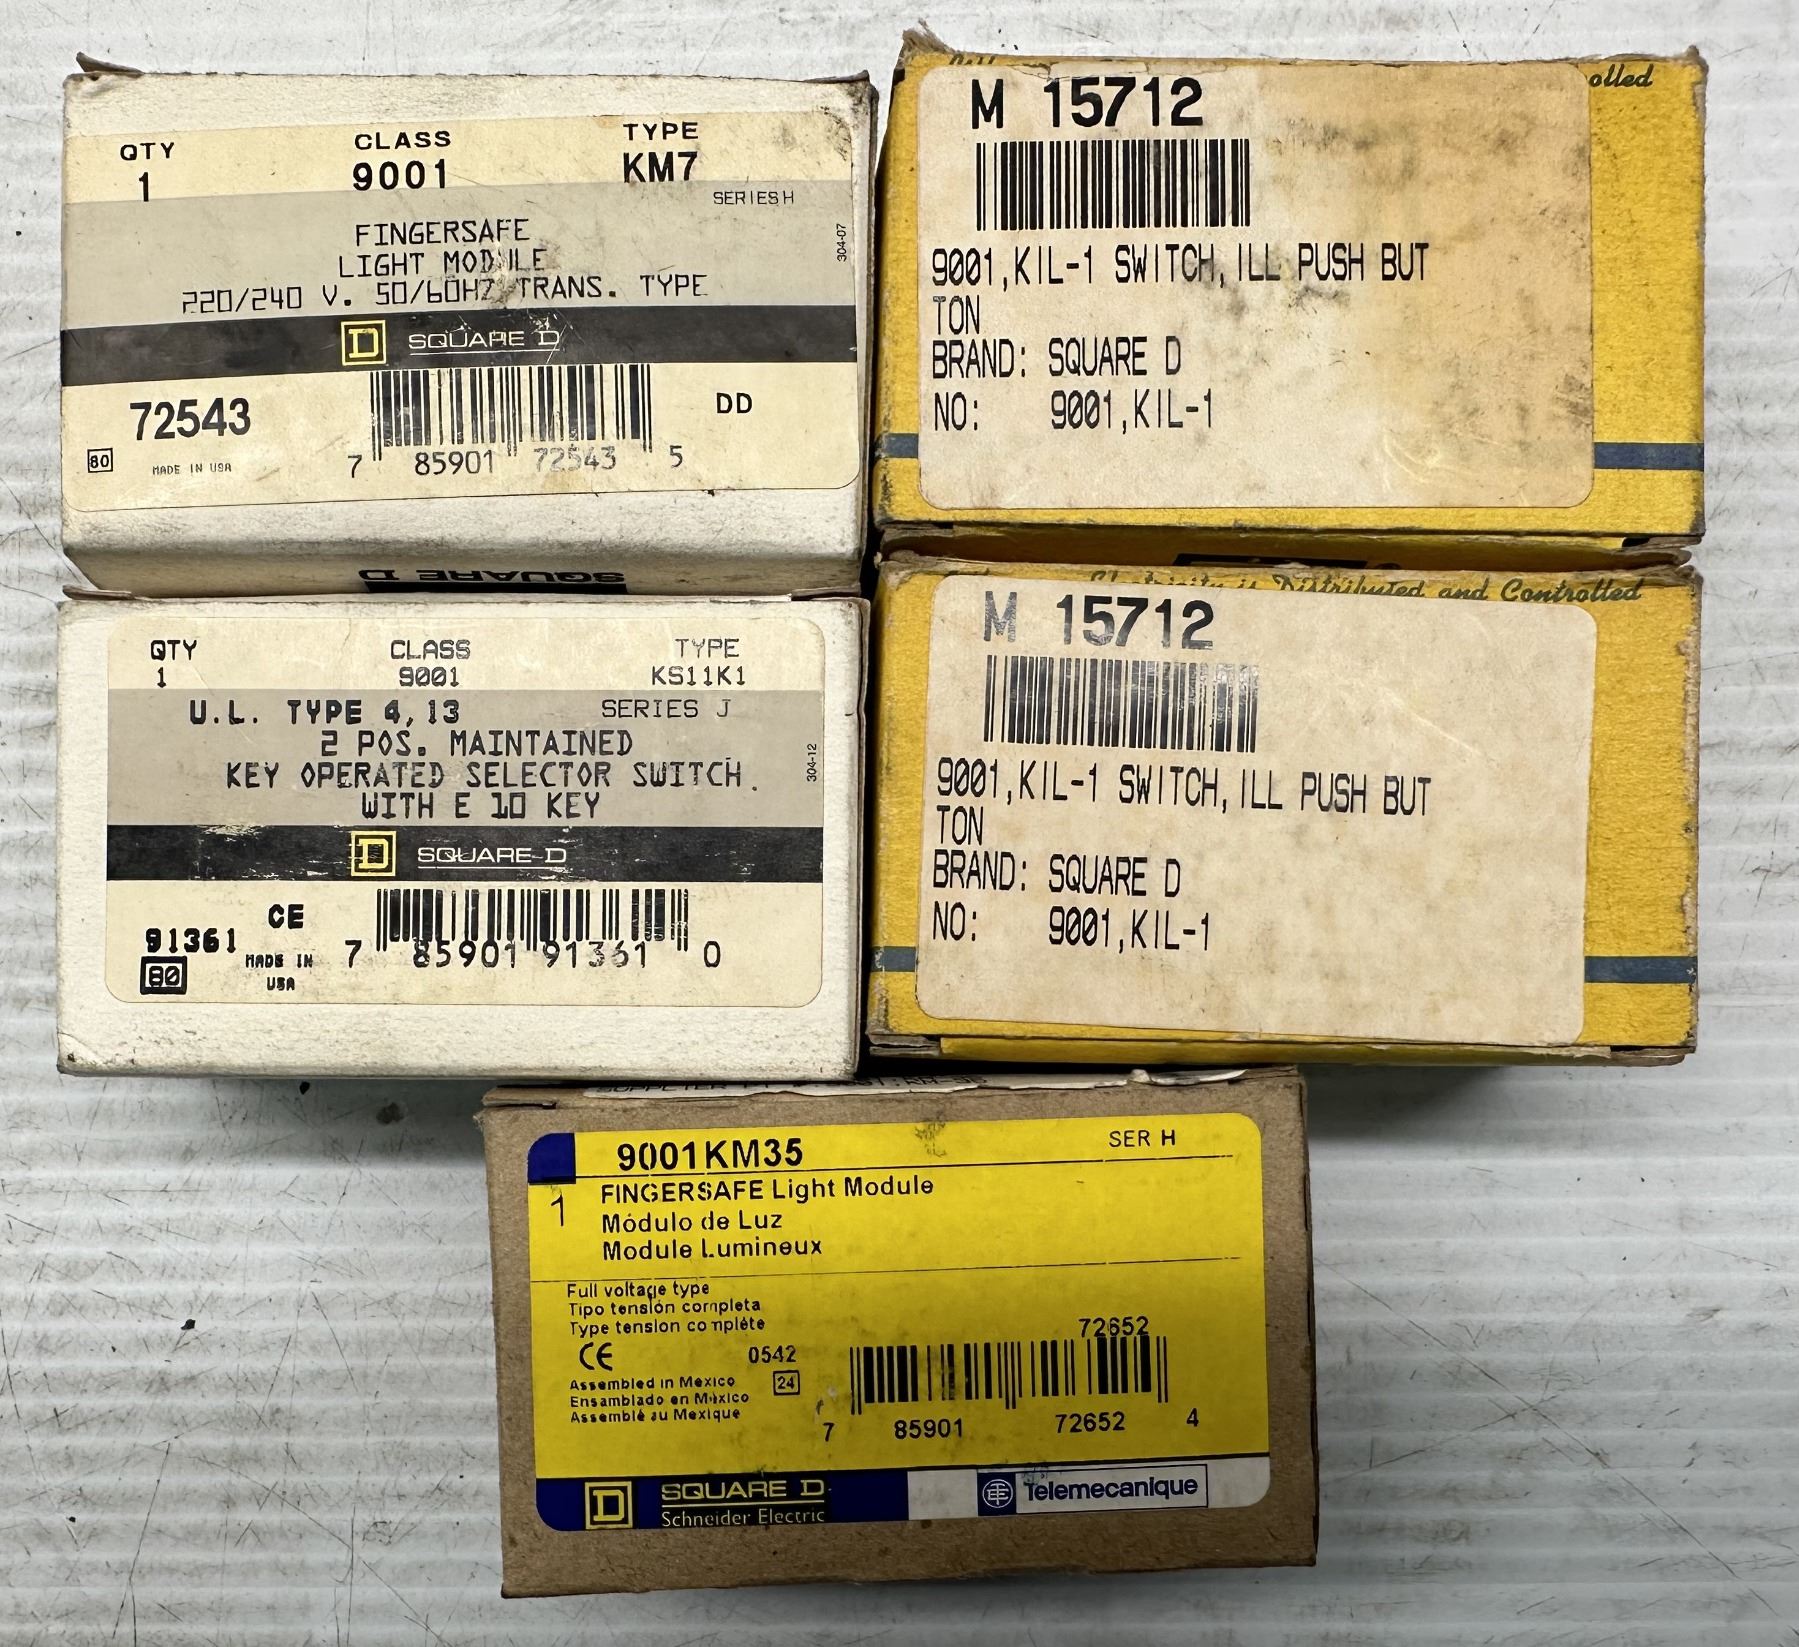 QTY CLASS TYPE
1 9001 KM7
SERIES H
FINGERSAFE
LIGHT MODULE
220/240 V. 50/60HZ TRANS. TYPE
304-07
D SQUARE D
72543 DD
80 MADE IN USA 7 85901 72543 5
SQUARE D
olled
M 15712
9001,KIL-1 SWITCH,ILL PUSH BUT
TON
BRAND: SQUARE D
NO: 9001,KIL-1
QTY CLASS TYPE
1 9001 KS11K1
U.L. TYPE 4,13 SERIES J
2 POS. MAINTAINED
KEY OPERATED SELECTOR SWITCH
WITH E 10 KEY
304-12
D SQUARE D
CE
91361 MADE IN 7 85901 91361 0
80 USA
Electricity is Distributed and Controlled
M 15712
9001,KIL-1 SWITCH,ILL PUSH BUT
TON
BRAND: SQUARE D
NO: 9001,KIL-1
9001KM35 SER H
1 FINGERSAFE Light Module
Módulo de Luz
Module Lumineux
Full voltage type
Tipo tensión completa
Type tension complète 72652
CE 0542
Assembled in Mexico 24
Ensamblado en México
Assemblé au Mexique
7 85901 72652 4
D SQUARE D Telemecanique
Schneider Electric